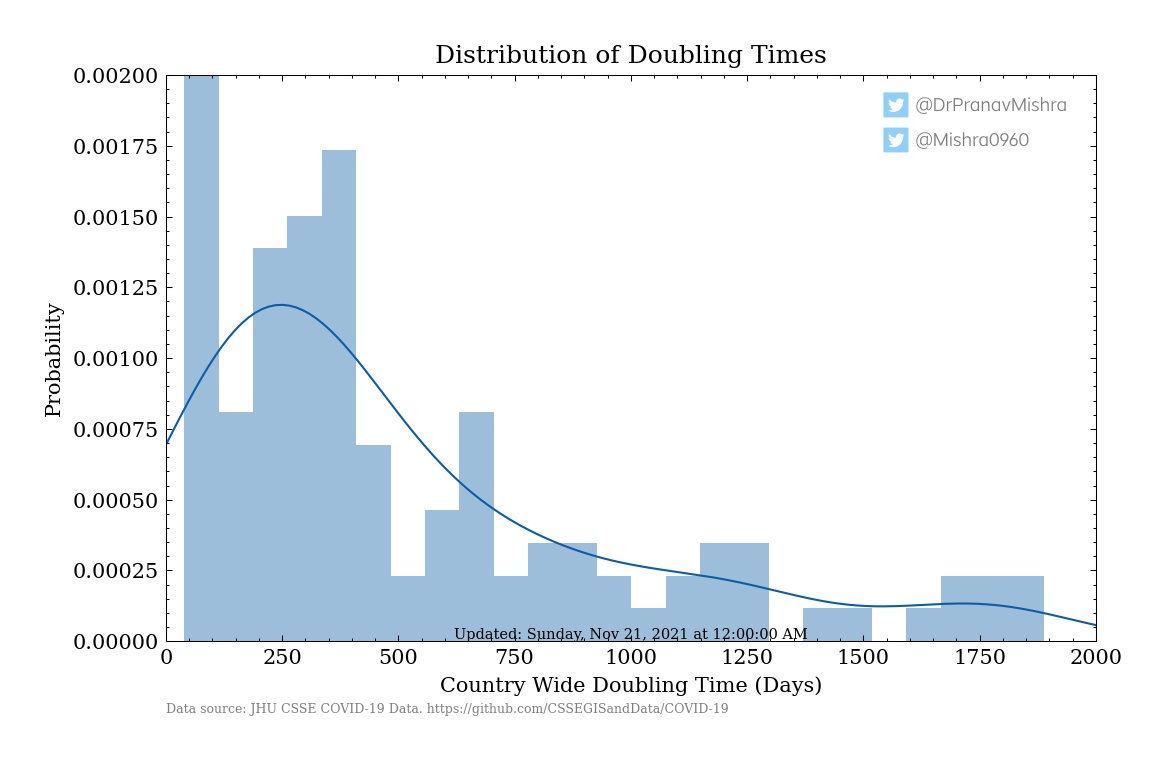 Distribution of Doubling Times
@DrPranavMishra
@Mishra0960
0.00200
0.00175
0.00150
0.00125
0.00100
0.00075
0.00050
0.00025
0.00000
Probability
Updated: Sunday, Nov 21, 2021 at 12:00:00 AM
0 250 500 750 1000 1250 1500 1750 2000
Country Wide Doubling Time (Days)
Data source: JHU CSSE COVID-19 Data. https://github.com/CSSEGISandData/COVID-19